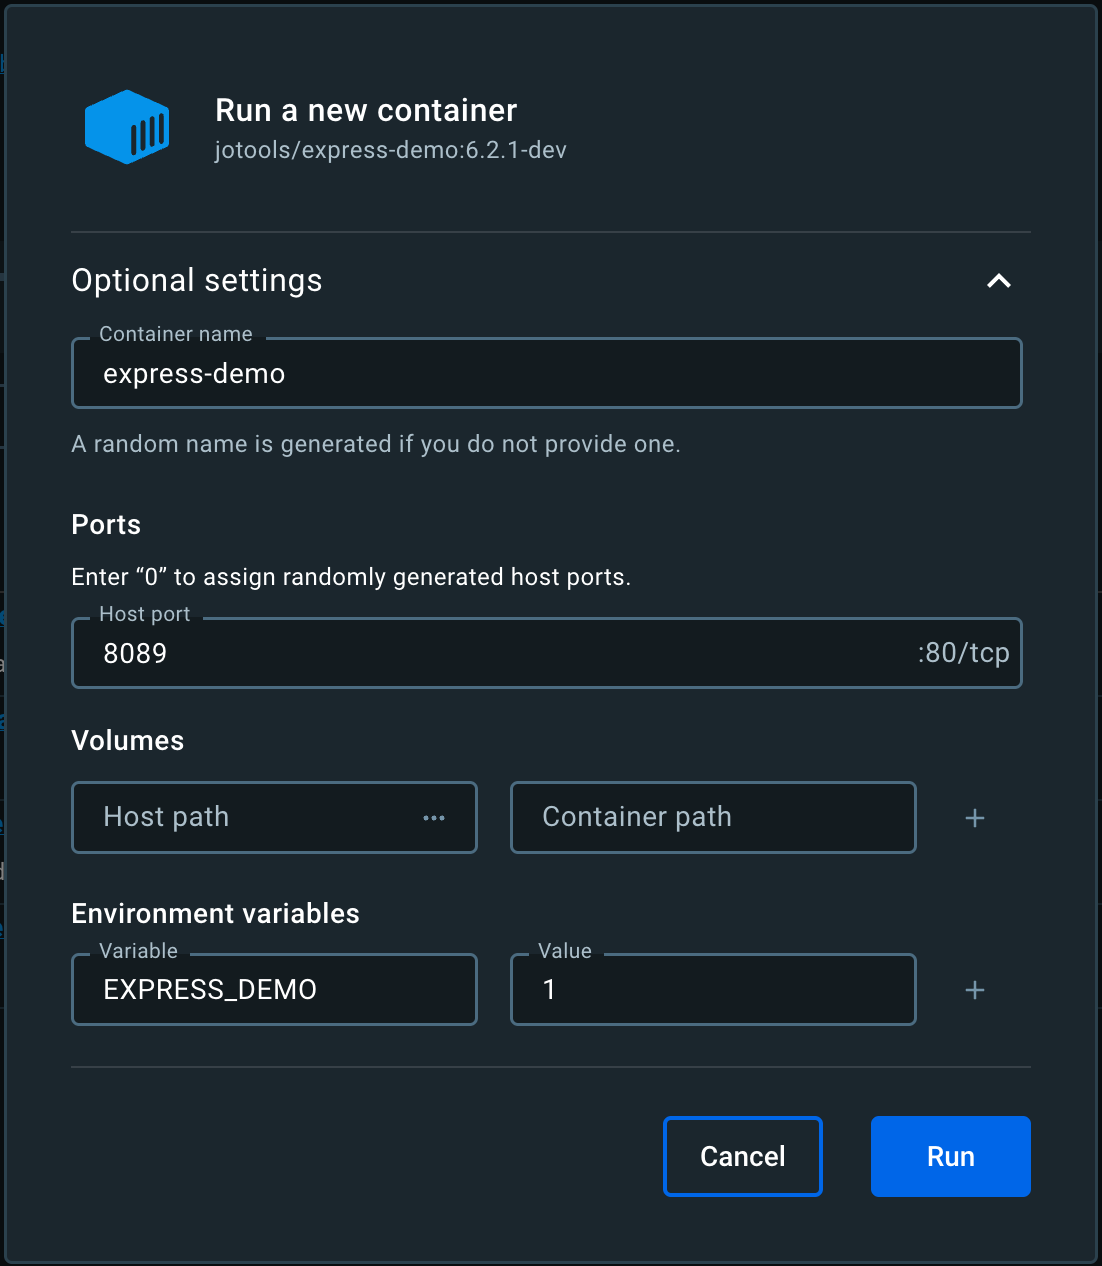 Run a new container
jotools/express-demo:6.2.1-dev
Optional settings
Container name
express-demo
A random name is generated if you do not provide one.
Ports
Enter “0” to assign randomly generated host ports.
Host port
8089 :80/tcp
Volumes
Host path ••• Container path +
Environment variables
Variable Value
EXPRESS_DEMO 1 +
Cancel Run